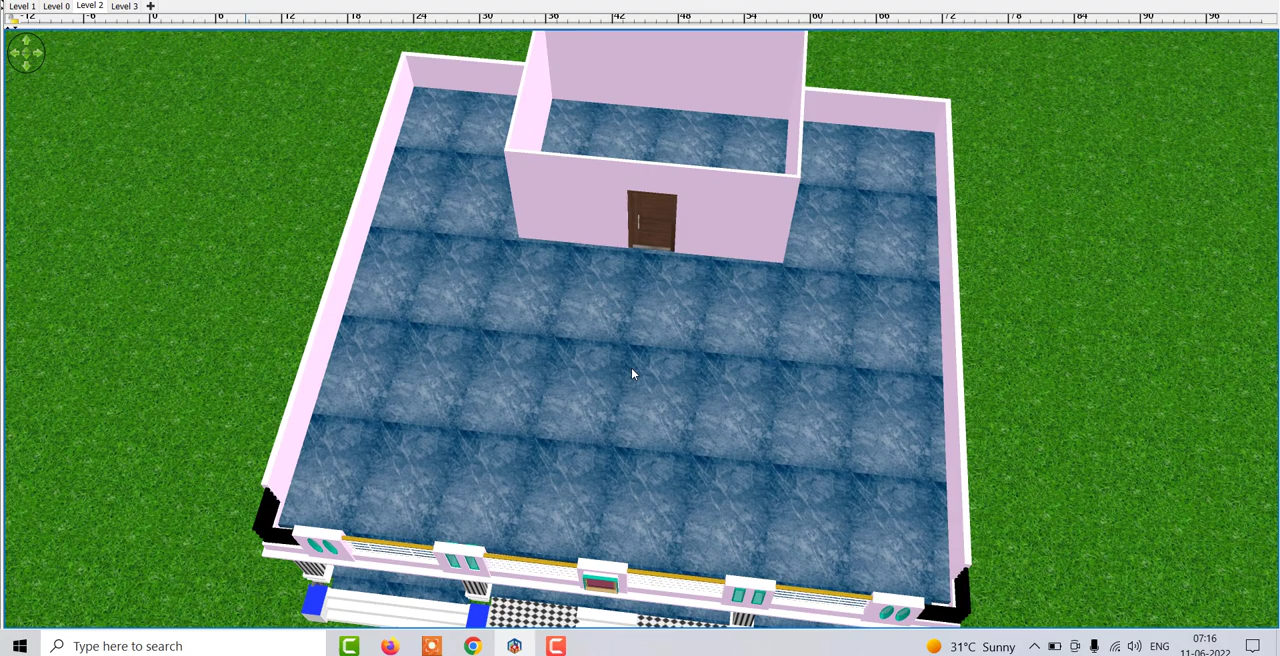 Level 1 Level 0 Level 2 Level 3
-12 -6 0 6 12 18 24 30 36 42 48 54 60 66 72 78 84 90 96
Type here to search
31°C Sunny
ENG
07:16
11-06-2022